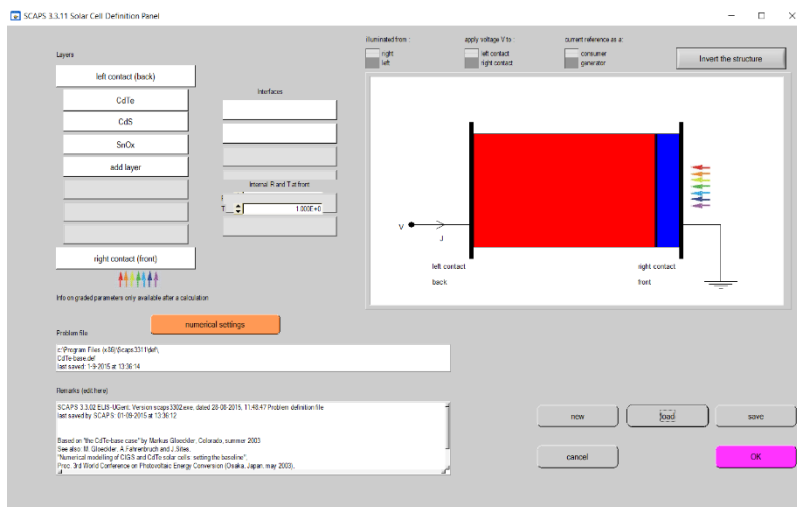 SCAPS 3.3.11 Solar Cell Definition Panel
illuminated from :
right
left
apply voltage V to :
left contact
right contact
current reference as a:
consumer
generator
Invert the structure
Layers
left contact (back)
CdTe
CdS
SnOx
add layer
right contact (front)
Interfaces
Internal R and T at front
T
1.000E+0
V
J
left contact
back
right contact
front
Info on graded parameters only available after a calculation
numerical settings
Problem file
c:\Program Files (x86)\Scaps3311\def\
CdTe-base.def
last saved: 1-9-2015 at 13:36:14
Remarks (edit here)
SCAPS 3.3.02 ELIS-UGent: Version scaps3302.exe, dated 28-08-2015, 11:48:47 Problem definition file
last saved by SCAPS: 01-09-2015 at 13:36:12
Based on "the CdTe-base case" by Markus Gloeckler, Colorado, summer 2003
See also: M. Gloeckler, A.Fahrenbruch and J.Sites,
"Numerical modelling of CIGS and CdTe solar cells: setting the baseline",
Proc. 3rd World Conference on Photovoltaic Energy Conversion (Osaka, Japan, may 2003),
new
load
save
cancel
OK